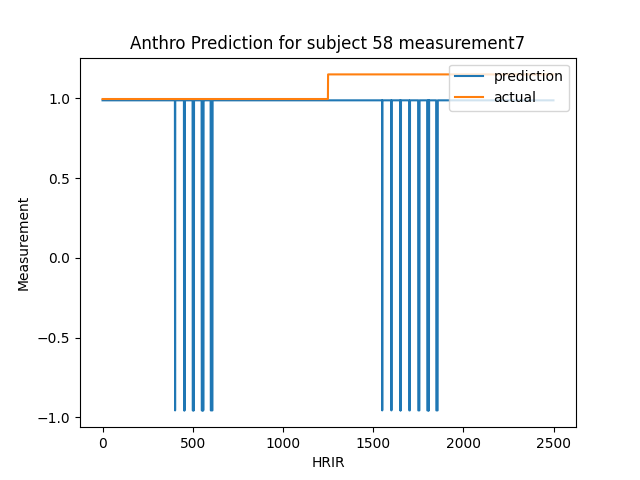 Anthro Prediction for subject 58 measurement7
prediction
actual
1.0
0.5
0.0
−0.5
−1.0
Measurement
0
500
1000
1500
2000
2500
HRIR